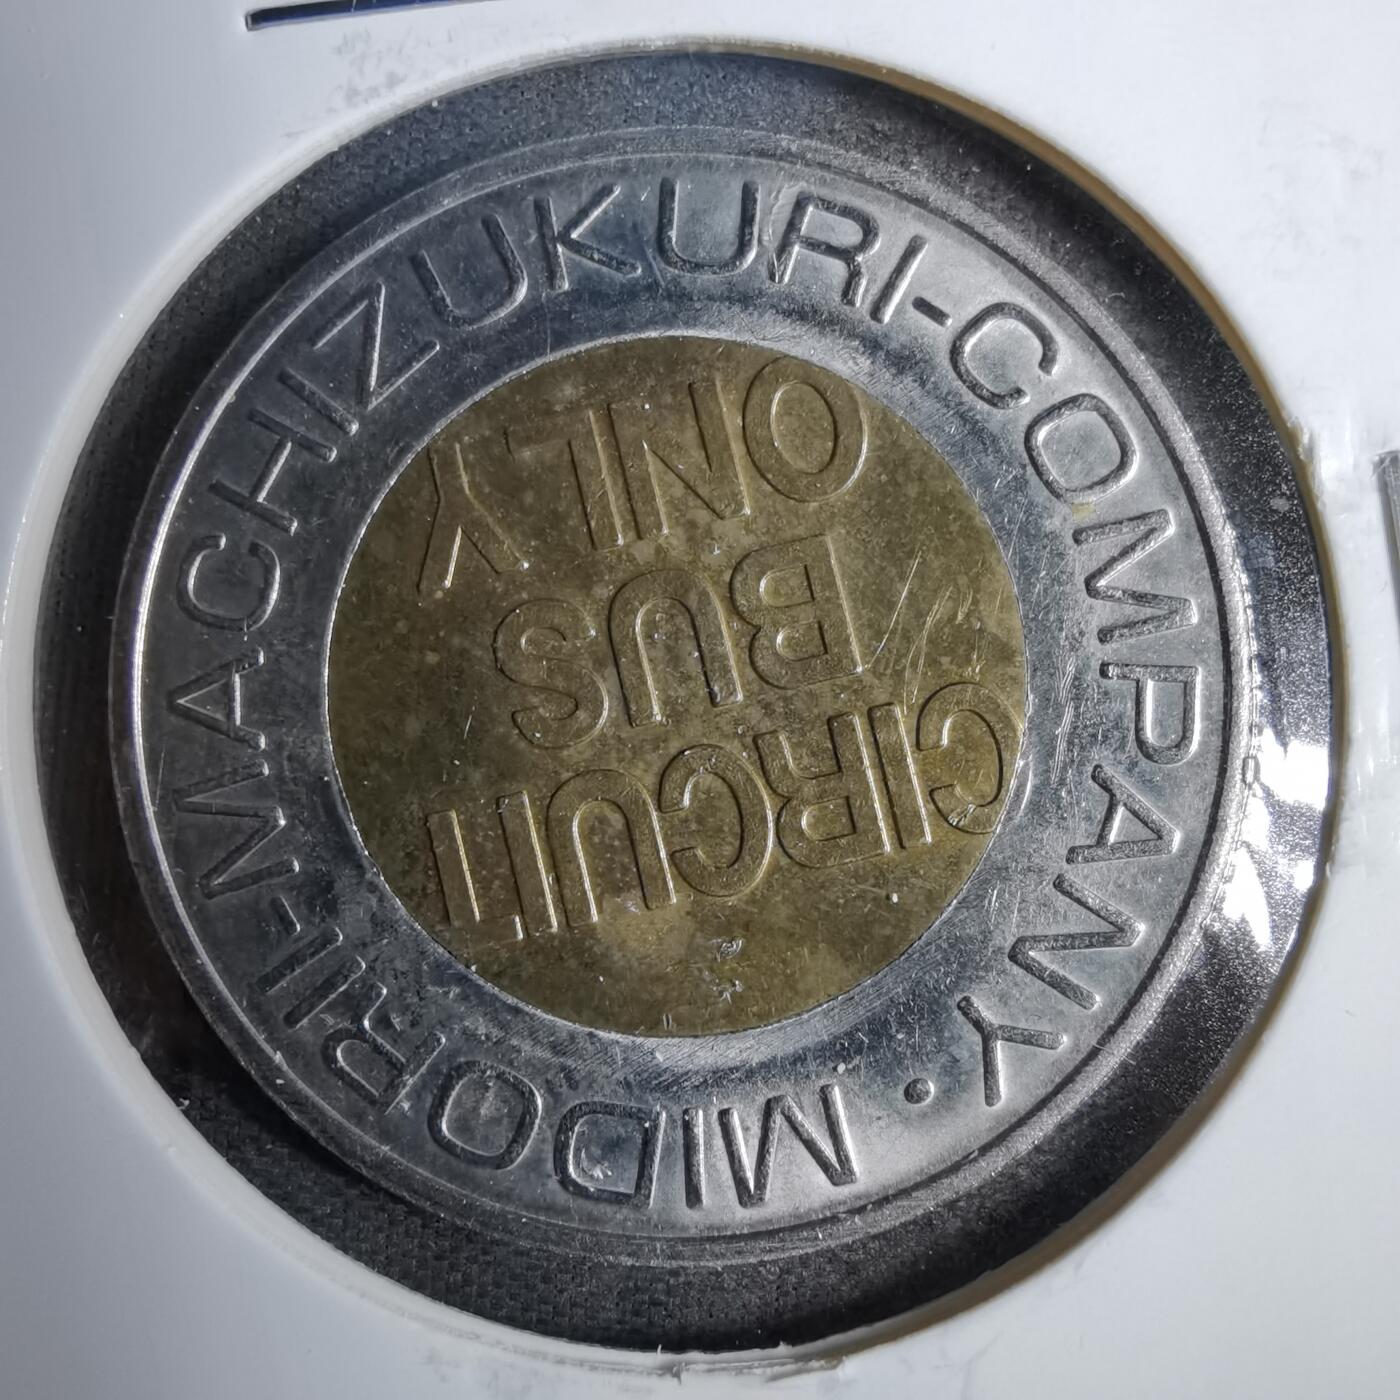 MIDORI-MACHIZUKURI-COMPANY •
CIRCUIT
BUS
ONLY